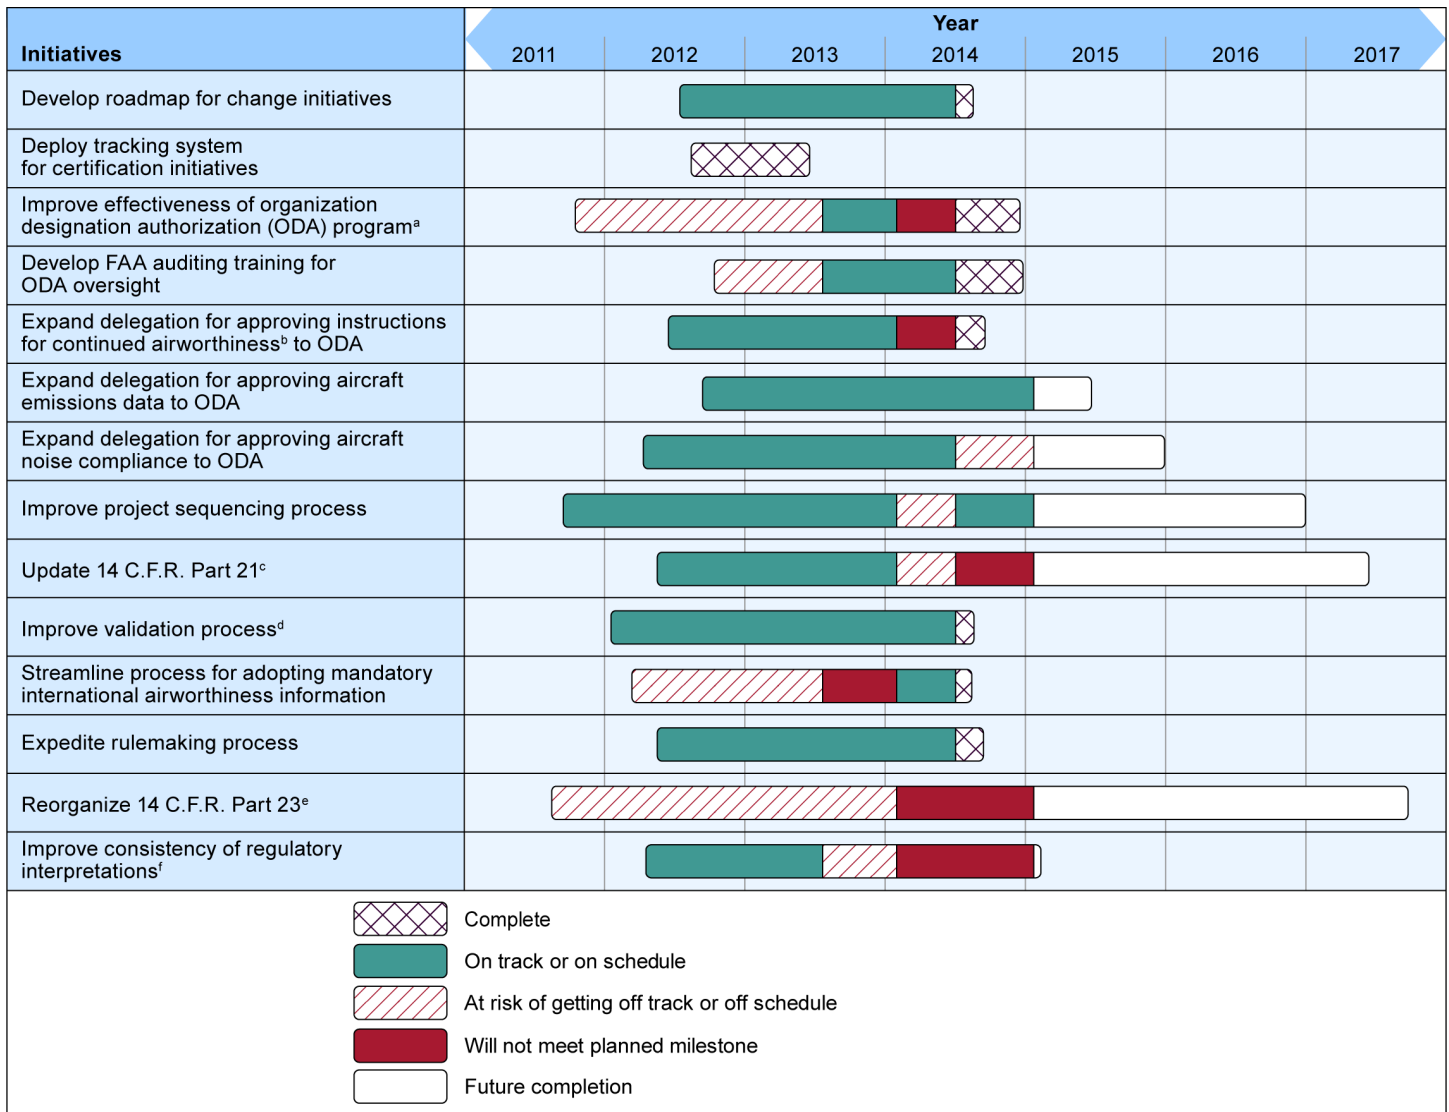 Year
Initiatives
2011 2012 2013 2014 2015 2016 2017
Develop roadmap for change initiatives
Deploy tracking system
for certification initiatives
Improve effectiveness of organization
designation authorization (ODA) programᵃ
Develop FAA auditing training for
ODA oversight
Expand delegation for approving instructions
for continued airworthinessᵇ to ODA
Expand delegation for approving aircraft
emissions data to ODA
Expand delegation for approving aircraft
noise compliance to ODA
Improve project sequencing process
Update 14 C.F.R. Part 21ᶜ
Improve validation processᵈ
Streamline process for adopting mandatory
international airworthiness information
Expedite rulemaking process
Reorganize 14 C.F.R. Part 23ᵉ
Improve consistency of regulatory
interpretationsᶠ
Complete
On track or on schedule
At risk of getting off track or off schedule
Will not meet planned milestone
Future completion